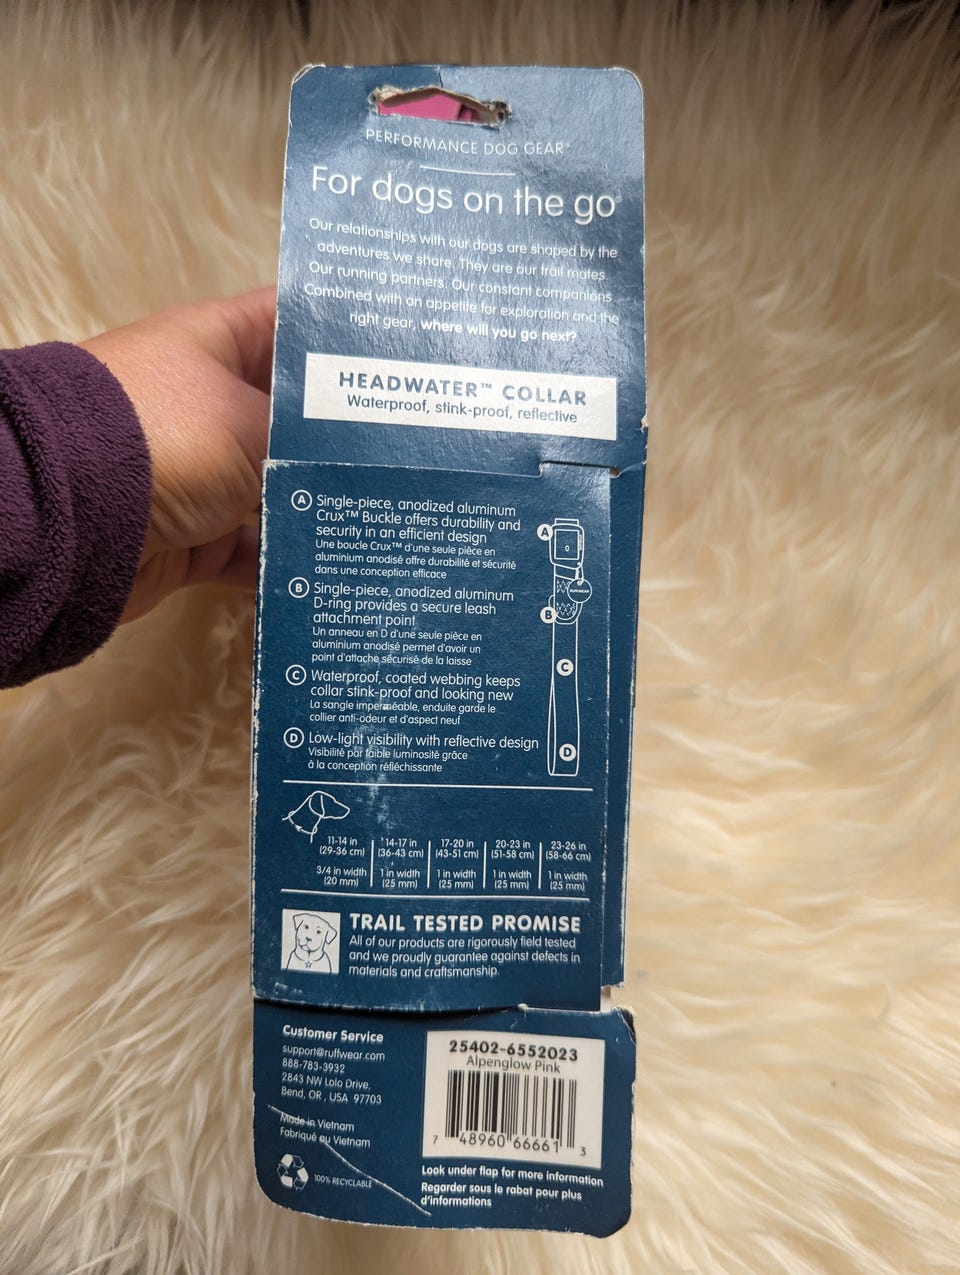 PERFORMANCE DOG GEAR®
For dogs on the go®
Our relationships with our dogs are shaped by the
adventures we share. They are our trail mates.
Our running partners. Our constant companions.
Combined with an appetite for exploration and the
right gear, where will you go next?
HEADWATER™ COLLAR
Waterproof, stink-proof, reflective
A Single-piece, anodized aluminum
Crux™ Buckle offers durability and
security in an efficient design
Une boucle Crux™ d'une seule pièce en
aluminium anodisé offre durabilité et sécurité
dans une conception efficace
B Single-piece, anodized aluminum
D-ring provides a secure leash
attachment point
Un anneau en D d'une seule pièce en
aluminium anodisé permet d'avoir un
point d'attache sécurisé de la laisse
C Waterproof, coated webbing keeps
collar stink-proof and looking new
La sangle imperméable, enduite garde le
collier anti-odeur et d'aspect neuf
D Low-light visibility with reflective design
Visibilité par faible luminosité grâce
à la conception réfléchissante
A
RUFFWEAR
B
C
D
11-14 in 14-17 in 17-20 in 20-23 in 23-26 in
(29-36 cm) (36-43 cm) (43-51 cm) (51-58 cm) (58-66 cm)
3/4 in width 1 in width 1 in width 1 in width 1 in width
(20 mm) (25 mm) (25 mm) (25 mm) (25 mm)
TRAIL TESTED PROMISE
All of our products are rigorously field tested
and we proudly guarantee against defects in
materials and craftsmanship.
Customer Service
support@ruffwear.com
888-783-3932
2843 NW Lolo Drive,
Bend, OR, USA 97703
Made in Vietnam
Fabriqué au Vietnam
100% RECYCLABLE
25402-6552023
Alpenglow Pink
7 48960 66661 3
Look under flap for more information
Regarder sous le rabat pour plus
d'informations